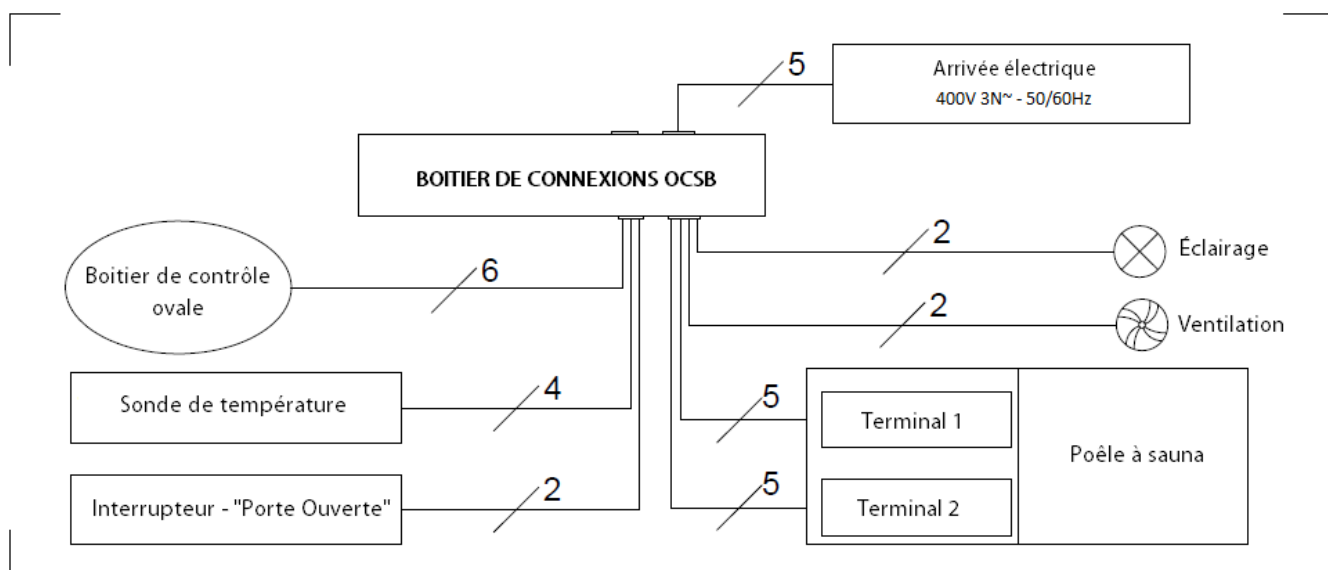 5
Arrivée électrique
400V 3N~ - 50/60Hz
BOITIER DE CONNEXIONS OCSB
2
Éclairage
Boitier de contrôle
ovale
6
2
Ventilation
Sonde de température
4
5
Terminal 1
Poêle à sauna
Interrupteur - "Porte Ouverte"
2
5
Terminal 2